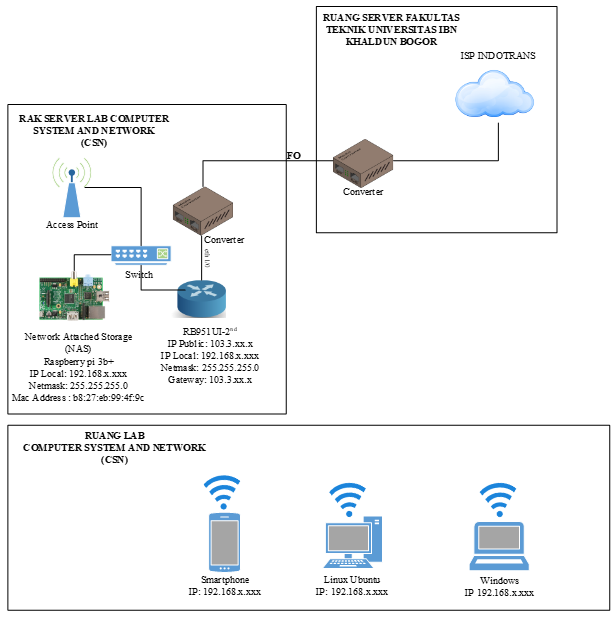 RUANG SERVER FAKULTAS
TEKNIK UNIVERSITAS IBN
KHALDUN BOGOR
ISP INDOTRANS
Converter
FO
RAK SERVER LAB COMPUTER
SYSTEM AND NETWORK
(CSN)
Access Point
Converter
Switch
Network Attached Storage
(NAS)
Raspberry pi 3b+
IP Local: 192.168.x.xxx
Netmask: 255.255.255.0
Mac Address : b8:27:eb:99:4f:9c
RB951UI-2nd
IP Public: 103.3.xx.x
IP Local: 192.168.x.xxx
Netmask: 255.255.255.0
Gateway: 103.3.xx.x
RUANG LAB
COMPUTER SYSTEM AND NETWORK
(CSN)
Smartphone
IP: 192.168.x.xxx
Linux Ubuntu
IP: 192.168.x.xxx
Windows
IP 192.168.x.xxx